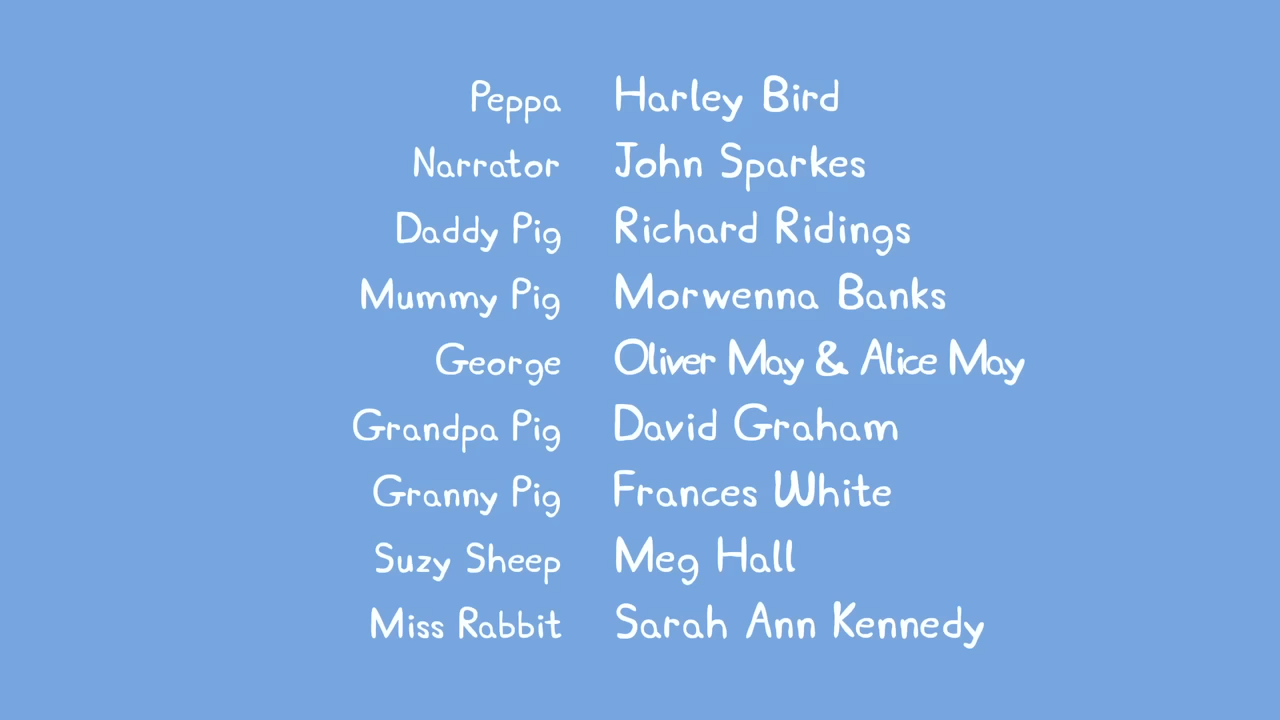 Peppa Harley Bird
Narrator John Sparkes
Daddy Pig Richard Ridings
Mummy Pig Morwenna Banks
George Oliver May & Alice May
Grandpa Pig David Graham
Granny Pig Frances White
Suzy Sheep Meg Hall
Miss Rabbit Sarah Ann Kennedy